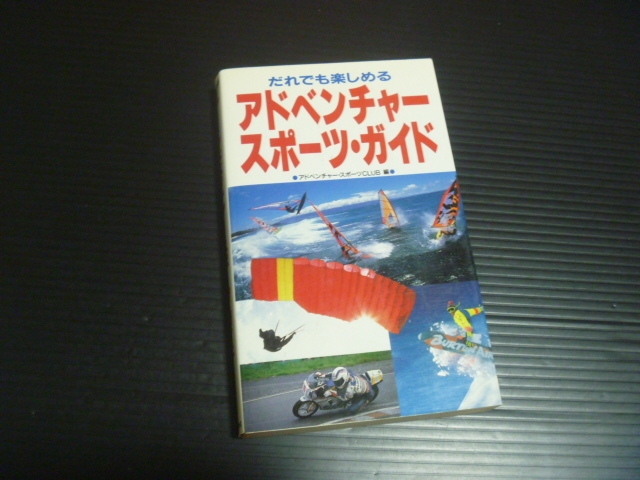 だれでも楽しめる
アドベンチャー
スポーツ・ガイド
●アドベンチャー・スポーツCLUB 編●
BURTON